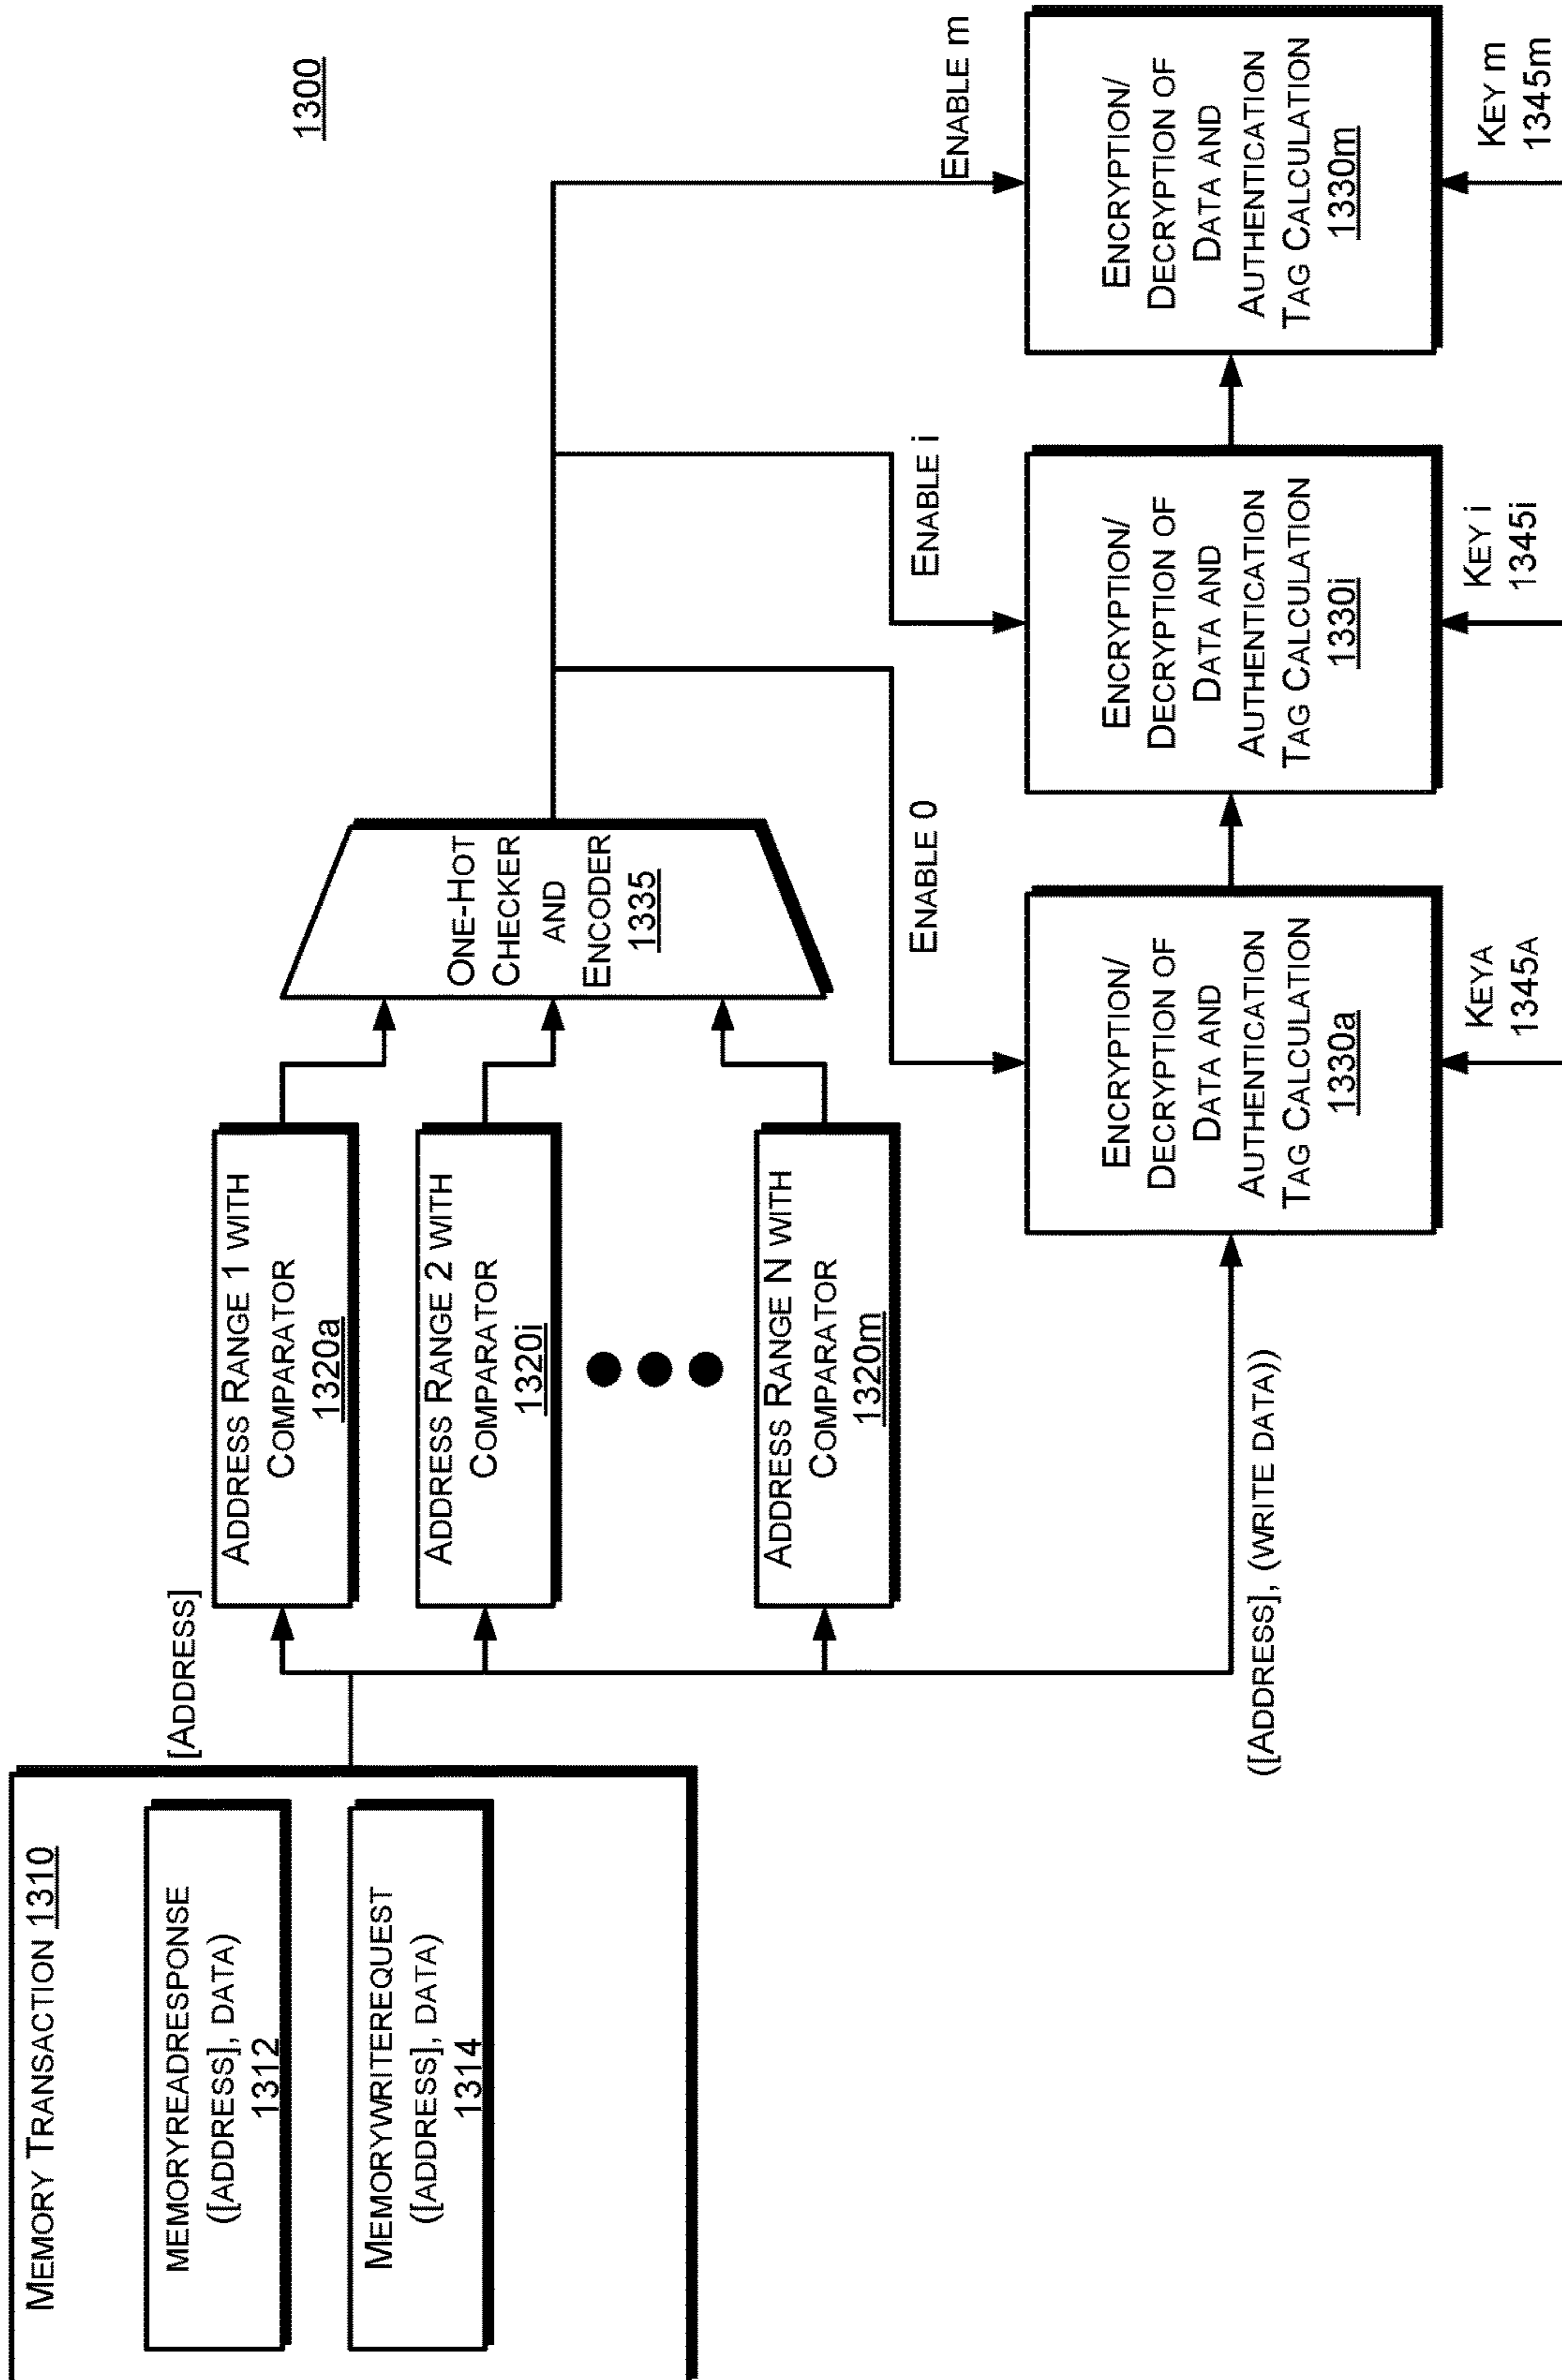 1300
MEMORY TRANSACTION 1310
MEMORYREADRESPONSE
([ADDRESS], DATA)
1312
MEMORYWRITEREQUEST
([ADDRESS], DATA)
1314
[ADDRESS]
ADDRESS RANGE 1 WITH
COMPARATOR
1320a
ADDRESS RANGE 2 WITH
COMPARATOR
1320i
ADDRESS RANGE N WITH
COMPARATOR
1320m
ONE-HOT
CHECKER
AND
ENCODER
1335
ENABLE 0
ENABLE i
ENABLE m
([ADDRESS], (WRITE DATA))
ENCRYPTION/
DECRYPTION OF
DATA AND
AUTHENTICATION
TAG CALCULATION
1330a
ENCRYPTION/
DECRYPTION OF
DATA AND
AUTHENTICATION
TAG CALCULATION
1330i
ENCRYPTION/
DECRYPTION OF
DATA AND
AUTHENTICATION
TAG CALCULATION
1330m
KEYA
1345A
KEY i
1345i
KEY m
1345m